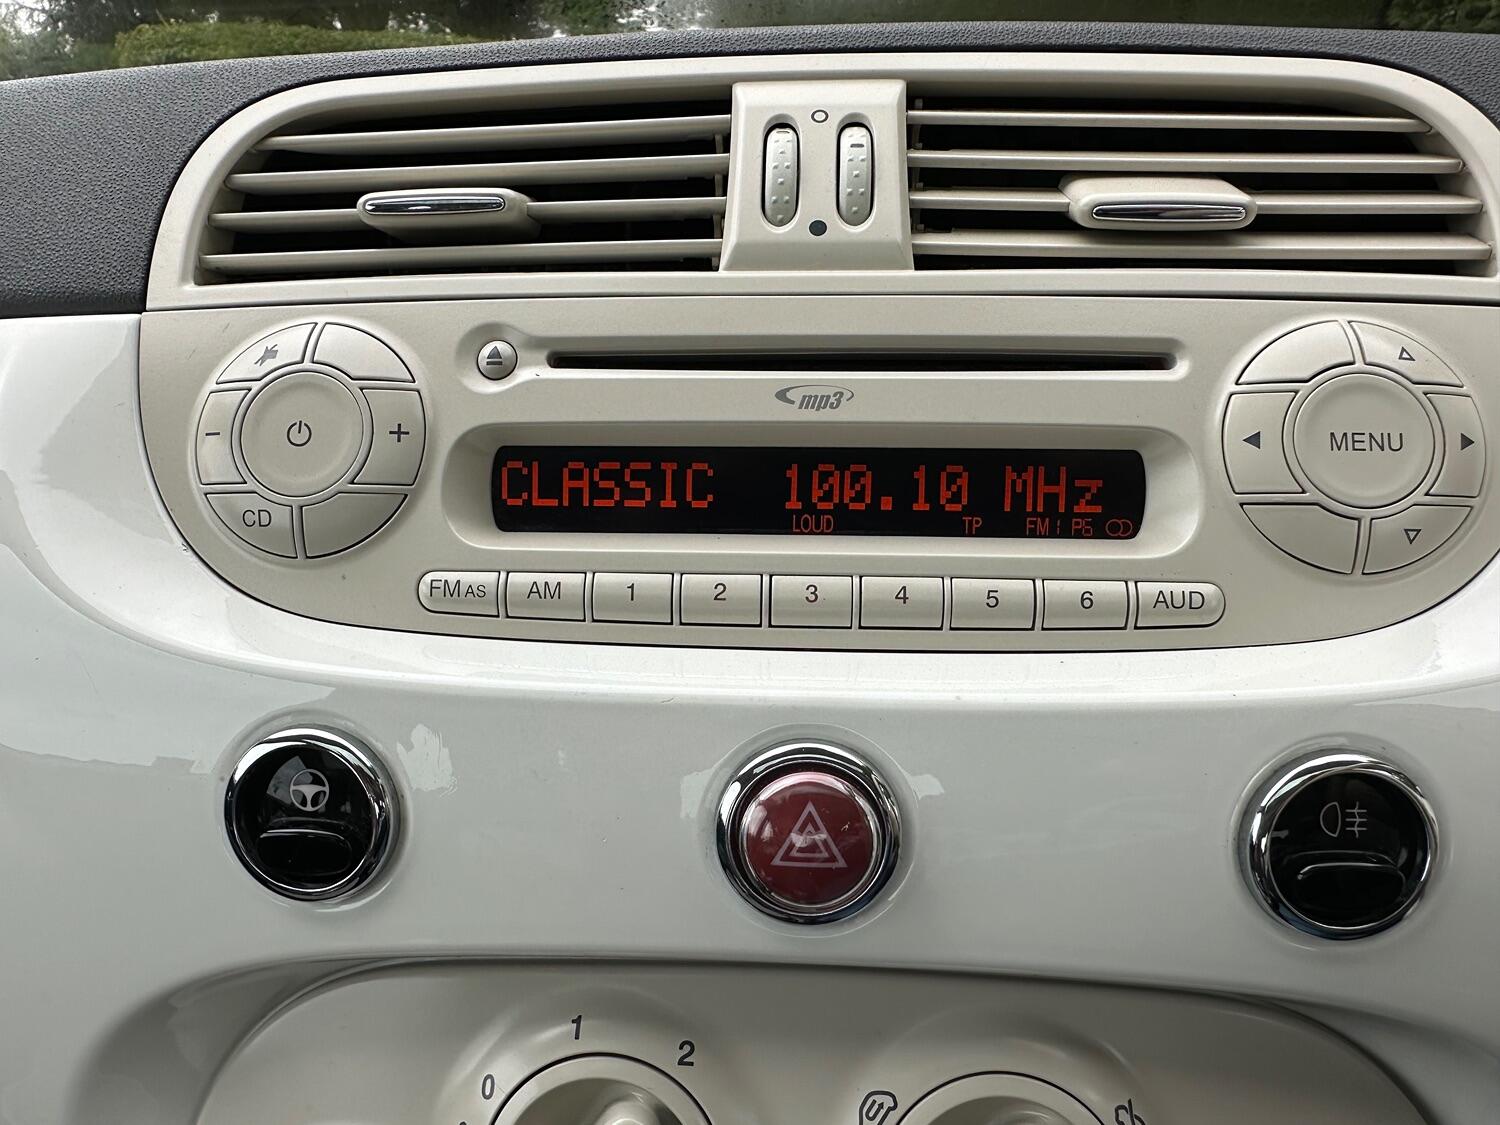 mp3
CLASSIC 100.10 MHz
LOUD TP FM1 P6
CD
MENU
FM AS AM 1 2 3 4 5 6 AUD
0 1 2